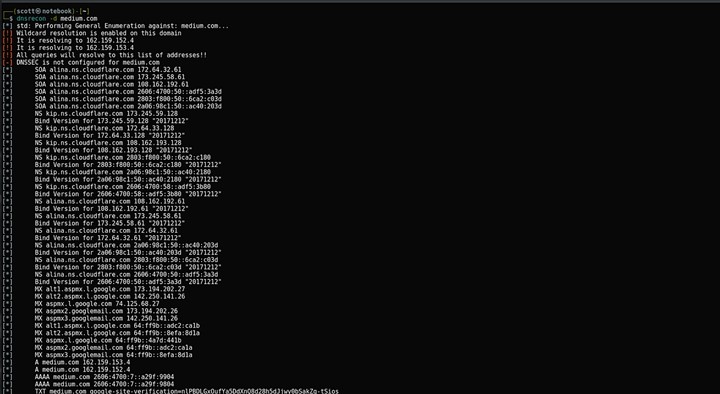 (scott㉿notebook)-[~]
$ dnsrecon -d medium.com
[*] std: Performing General Enumeration against: medium.com...
[!] Wildcard resolution is enabled on this domain
[!] It is resolving to 162.159.152.4
[!] It is resolving to 162.159.153.4
[!] All queries will resolve to this list of addresses!!
[-] DNSSEC is not configured for medium.com
[*] SOA alina.ns.cloudflare.com 172.64.32.61
[*] SOA alina.ns.cloudflare.com 173.245.58.61
[*] SOA alina.ns.cloudflare.com 108.162.192.61
[*] SOA alina.ns.cloudflare.com 2606:4700:50::adf5:3a3d
[*] SOA alina.ns.cloudflare.com 2803:f800:50::6ca2:c03d
[*] SOA alina.ns.cloudflare.com 2a06:98c1:50::ac40:203d
[*] NS kip.ns.cloudflare.com 173.245.59.128
[*] Bind Version for 173.245.59.128 "20171212"
[*] NS kip.ns.cloudflare.com 172.64.33.128
[*] Bind Version for 172.64.33.128 "20171212"
[*] NS kip.ns.cloudflare.com 108.162.193.128
[*] Bind Version for 108.162.193.128 "20171212"
[*] NS kip.ns.cloudflare.com 2803:f800:50::6ca2:c180
[*] Bind Version for 2803:f800:50::6ca2:c180 "20171212"
[*] NS kip.ns.cloudflare.com 2a06:98c1:50::ac40:2180
[*] Bind Version for 2a06:98c1:50::ac40:2180 "20171212"
[*] NS kip.ns.cloudflare.com 2606:4700:58::adf5:3b80
[*] Bind Version for 2606:4700:58::adf5:3b80 "20171212"
[*] NS alina.ns.cloudflare.com 108.162.192.61
[*] Bind Version for 108.162.192.61 "20171212"
[*] NS alina.ns.cloudflare.com 173.245.58.61
[*] Bind Version for 173.245.58.61 "20171212"
[*] NS alina.ns.cloudflare.com 172.64.32.61
[*] Bind Version for 172.64.32.61 "20171212"
[*] NS alina.ns.cloudflare.com 2a06:98c1:50::ac40:203d
[*] Bind Version for 2a06:98c1:50::ac40:203d "20171212"
[*] NS alina.ns.cloudflare.com 2803:f800:50::6ca2:c03d
[*] Bind Version for 2803:f800:50::6ca2:c03d "20171212"
[*] NS alina.ns.cloudflare.com 2606:4700:50::adf5:3a3d
[*] Bind Version for 2606:4700:50::adf5:3a3d "20171212"
[*] MX alt1.aspmx.l.google.com 173.194.202.27
[*] MX alt2.aspmx.l.google.com 142.250.141.26
[*] MX aspmx.l.google.com 74.125.68.27
[*] MX aspmx2.googlemail.com 173.194.202.26
[*] MX aspmx3.googlemail.com 142.250.141.26
[*] MX alt1.aspmx.l.google.com 64:ff9b::adc2:ca1b
[*] MX alt2.aspmx.l.google.com 64:ff9b::8efa:8d1a
[*] MX aspmx.l.google.com 64:ff9b::4a7d:441b
[*] MX aspmx2.googlemail.com 64:ff9b::adc2:ca1a
[*] MX aspmx3.googlemail.com 64:ff9b::8efa:8d1a
[*] A medium.com 162.159.153.4
[*] A medium.com 162.159.152.4
[*] AAAA medium.com 2606:4700:7::a29f:9904
[*] AAAA medium.com 2606:4700:7::a29f:9804
[*] TXT medium.com